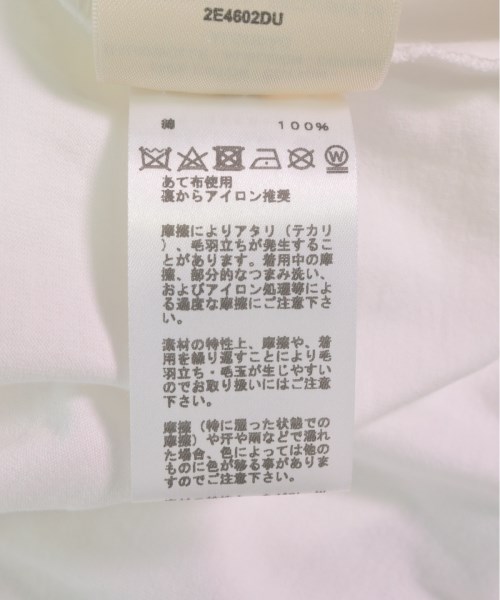 2E4602DU
綿 100%
W
あて布使用
裏からアイロン推奨
摩擦によりアタリ（テカリ
）、毛羽立ちが発生するこ
とがあります。着用中の摩
擦、部分的なつまみ洗い、
およびアイロン処理等によ
る過度な摩擦にご注意下さ
い。
素材の特性上、摩擦や、着
用を繰り返すことにより毛
羽立ち・毛玉が生じやすい
のでお取り扱いにはご注意
下さい。
摩擦（特に湿った状態での
摩擦）や汗や雨などで濡れ
た場合、色によっては他の
ものに色が移る事がありま
すのでご注意下さい。